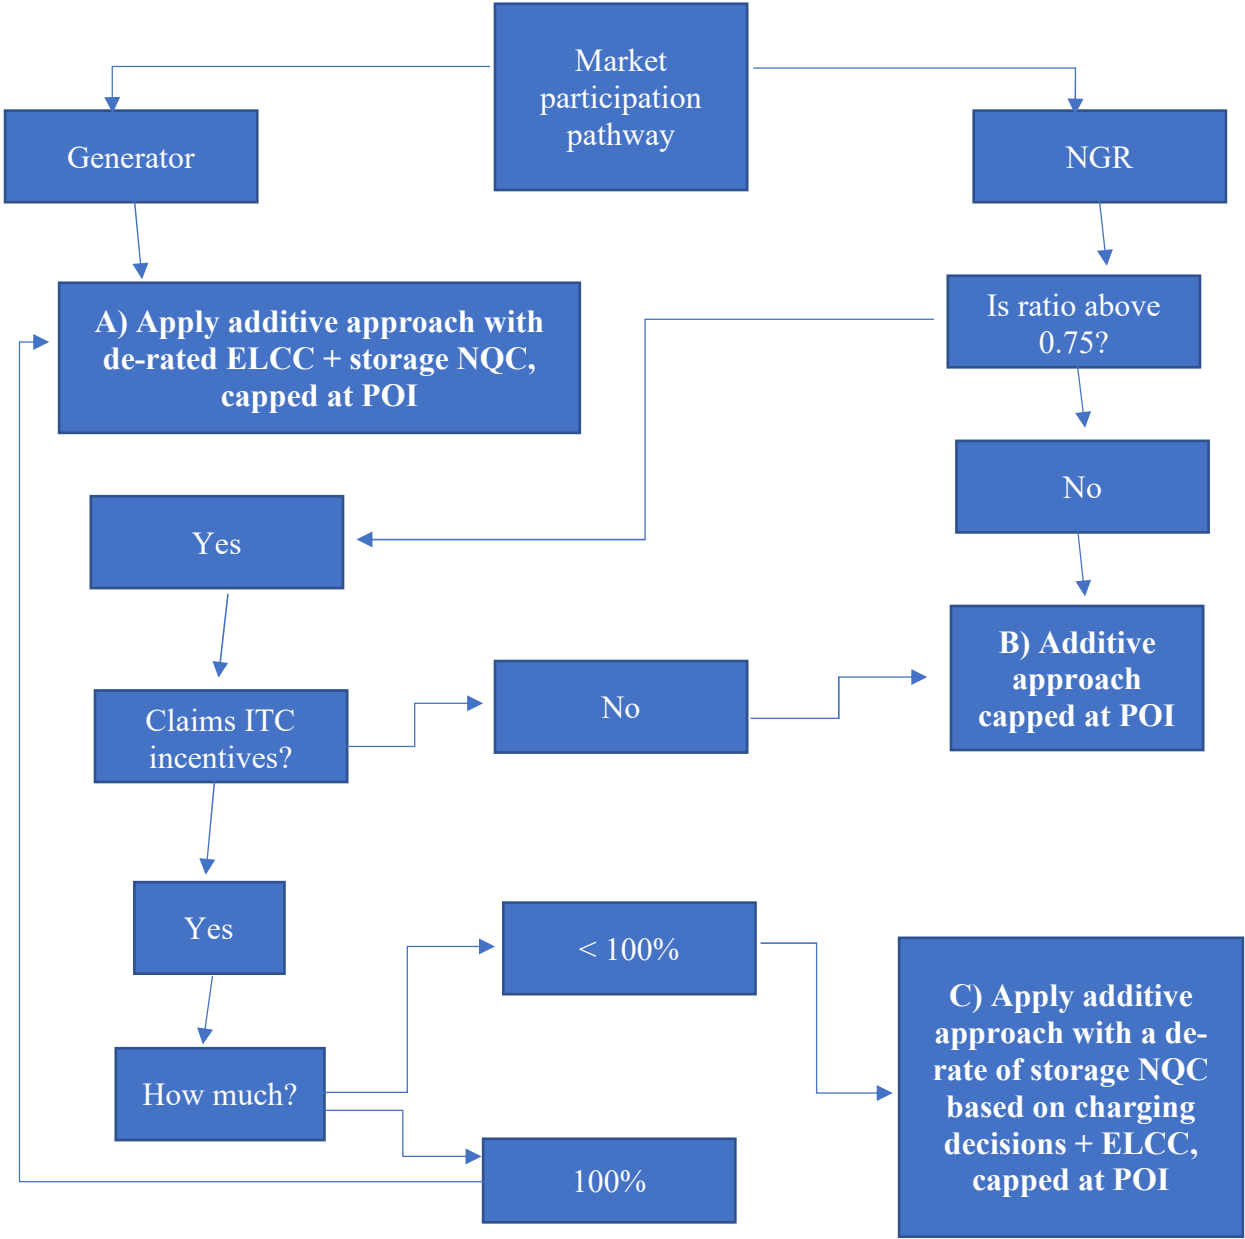 Market
participation
pathway
Generator
NGR
A) Apply additive approach with
de-rated ELCC + storage NQC,
capped at POI
Is ratio above
0.75?
No
Yes
B) Additive
approach
capped at POI
Claims ITC
incentives?
No
Yes
< 100%
How much?
C) Apply additive
approach with a de-
rate of storage NQC
based on charging
decisions + ELCC,
capped at POI
100%